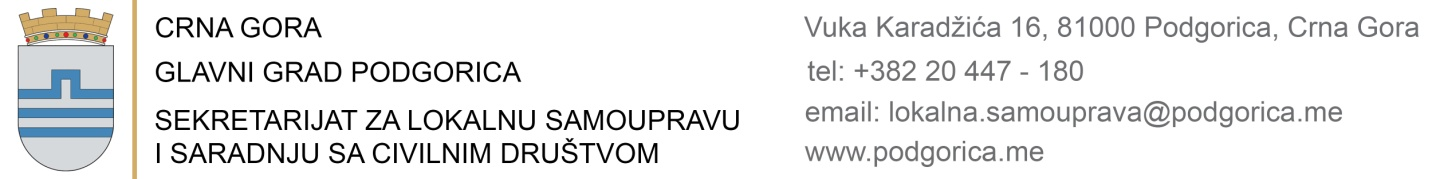 CRNA GORA
GLAVNI GRAD PODGORICA
SEKRETARIJAT ZA LOKALNU SAMOUPRAVU
I SARADNJU SA CIVILNIM DRUŠTVOM
Vuka Karadžića 16, 81000 Podgorica, Crna Gora
tel: +382 20 447 - 180
email: lokalna.samouprava@podgorica.me
www.podgorica.me